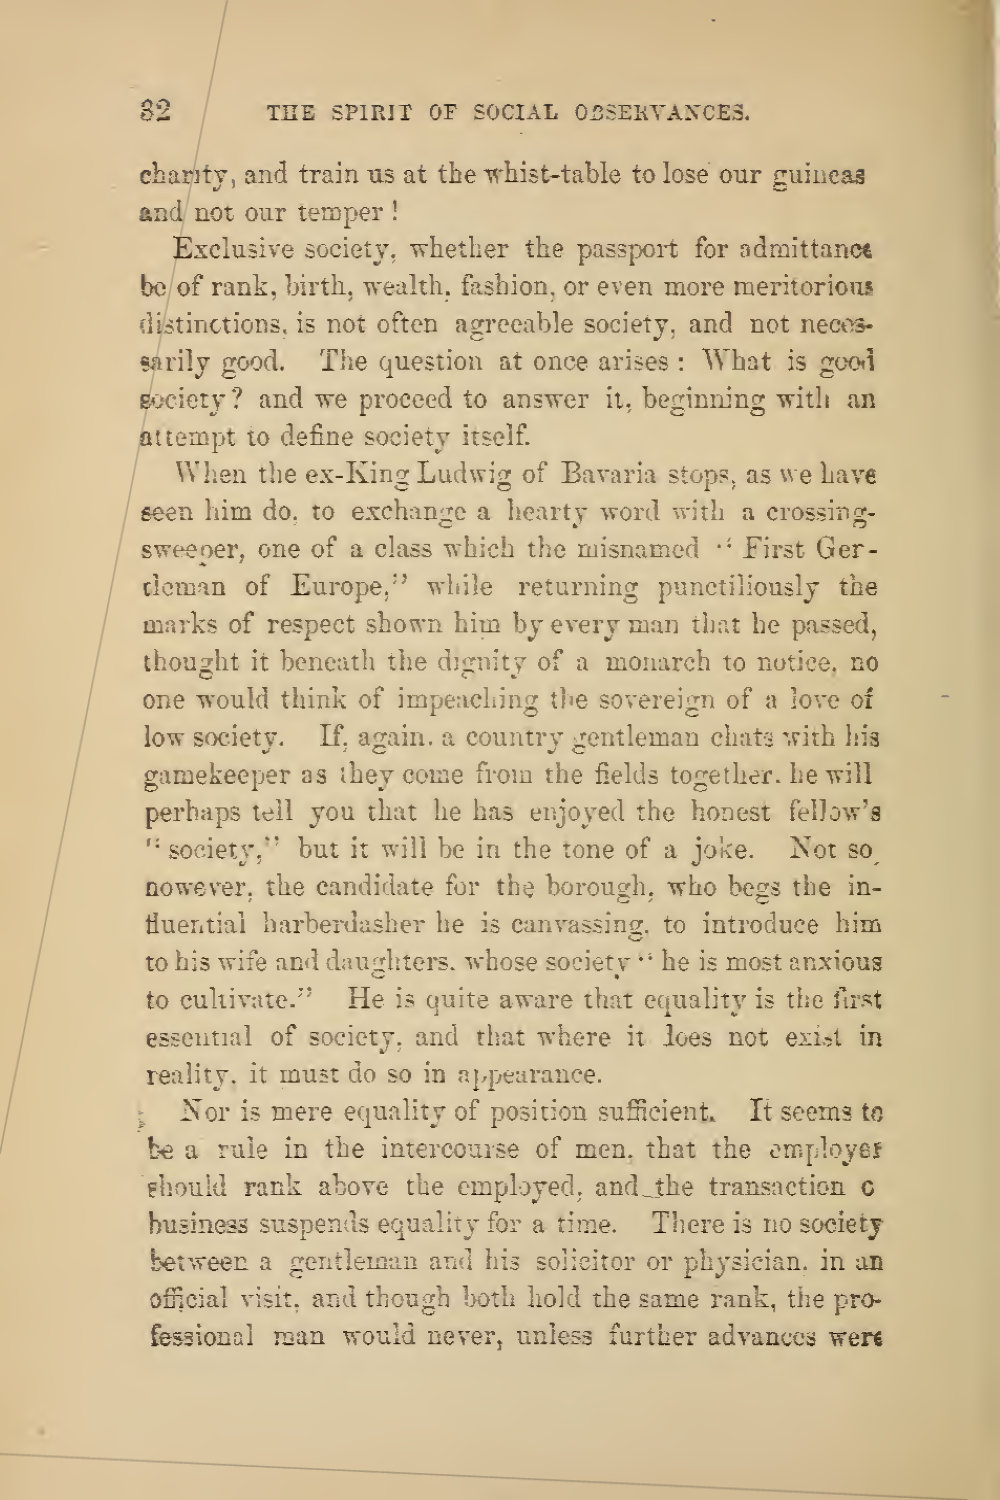 32 THE SPIRIT OF SOCIAL OBSERVANCES.
charity, and train us at the whist-table to lose our guineas
and not our temper !
Exclusive society, whether the passport for admittance
be of rank, birth, wealth, fashion, or even more meritorious
distinctions, is not often agreeable society, and not neces-
sarily good. The question at once arises : What is good
society? and we proceed to answer it, beginning with an
attempt to define society itself.
When the ex-King Ludwig of Bavaria stops, as we have
seen him do, to exchange a hearty word with a crossing-
sweeper, one of a class which the misnamed " First Gen-
tleman of Europe," while returning punctiliously the
marks of respect shown him by every man that he passed,
thought it beneath the dignity of a monarch to notice, no
one would think of impeaching the sovereign of a love of
low society. If, again, a country gentleman chats with his
gamekeeper as they come from the fields together, he will
perhaps tell you that he has enjoyed the honest fellow's
" society," but it will be in the tone of a joke. Not so,
however, the candidate for the borough, who begs the in-
fluential harberdasher he is canvassing, to introduce him
to his wife and daughters, whose society " he is most anxious
to cultivate." He is quite aware that equality is the first
essential of society, and that where it does not exist in
reality, it must do so in appearance.
Nor is mere equality of position sufficient. It seems to
be a rule in the intercourse of men, that the employer
should rank above the employed, and the transaction o
business suspends equality for a time. There is no society
between a gentleman and his solicitor or physician, in an
official visit, and though both hold the same rank, the pro-
fessional man would never, unless further advances were